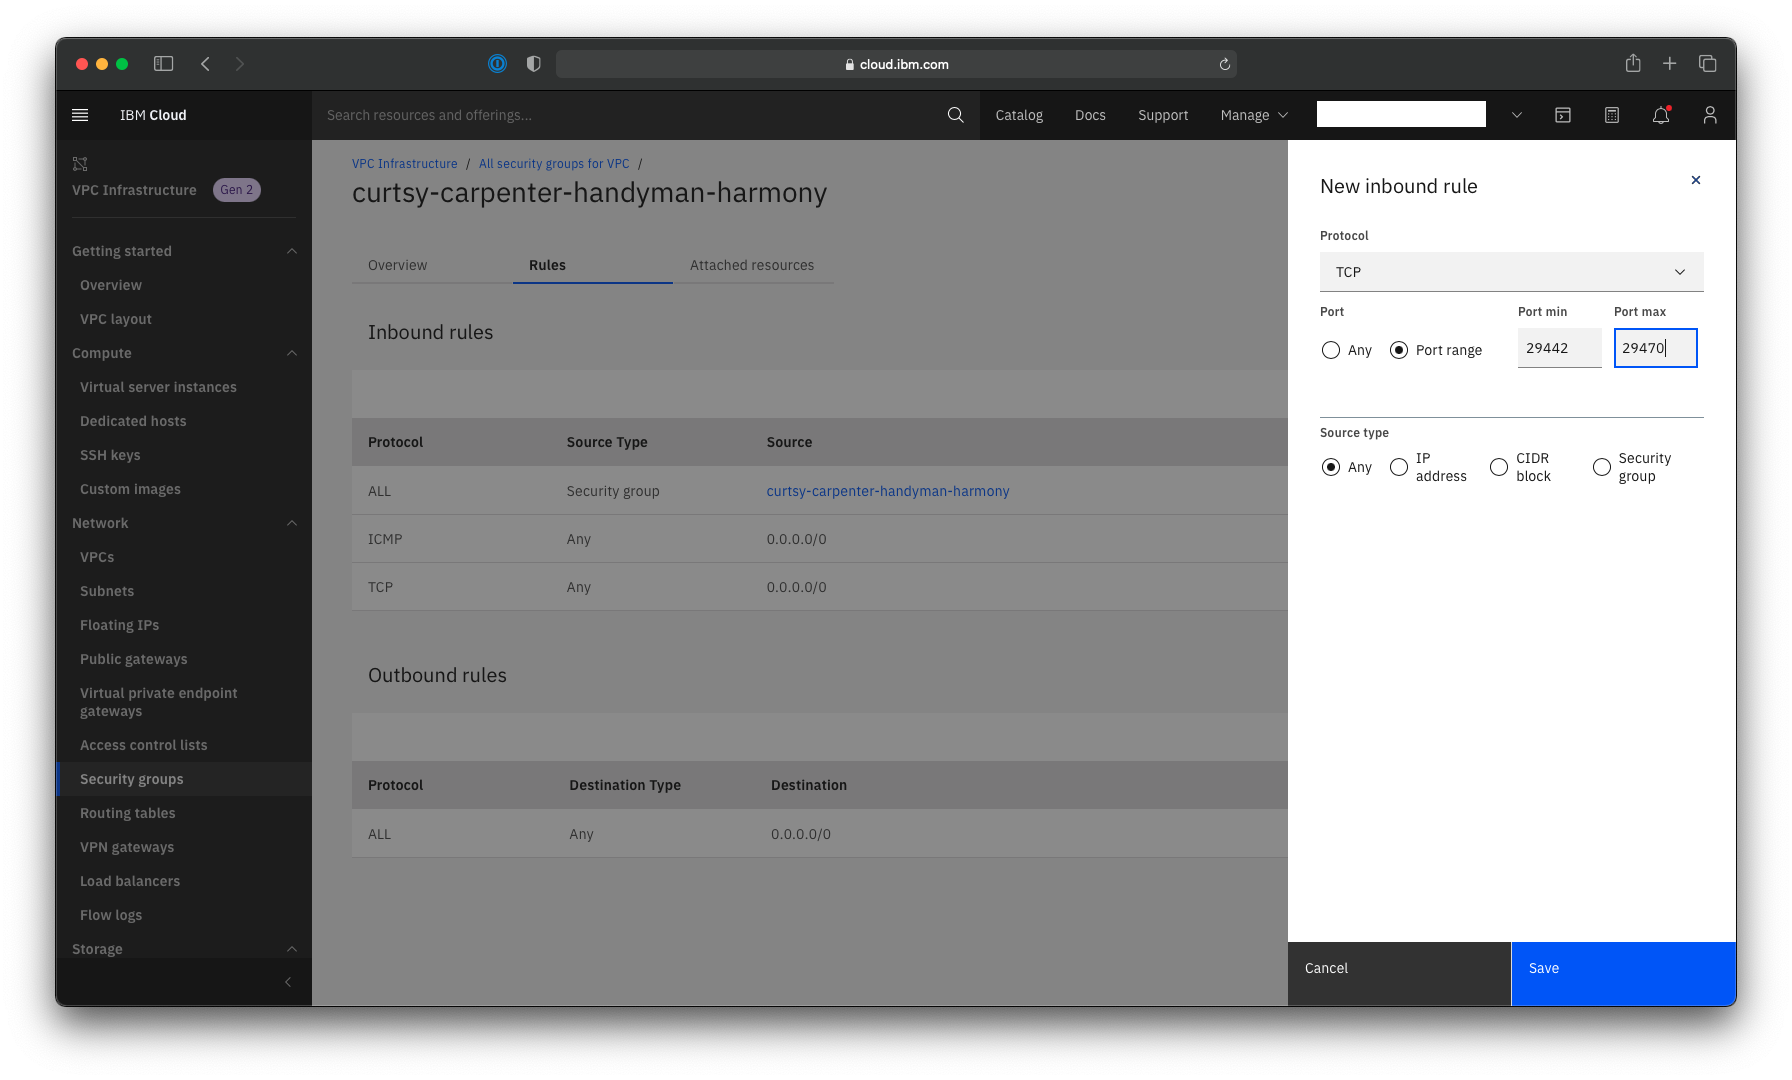 cloud.ibm.com
IBM Cloud
Search resources and offerings...
Catalog
Docs
Support
Manage
VPC Infrastructure
Gen 2
Getting started
Overview
VPC layout
Compute
Virtual server instances
Dedicated hosts
SSH keys
Custom images
Network
VPCs
Subnets
Floating IPs
Public gateways
Virtual private endpoint
gateways
Access control lists
Security groups
Routing tables
VPN gateways
Load balancers
Flow logs
Storage
VPC Infrastructure / All security groups for VPC /
curtsy-carpenter-handyman-harmony
Overview
Rules
Attached resources
Inbound rules
Protocol Source Type Source
ALL Security group curtsy-carpenter-handyman-harmony
ICMP Any 0.0.0.0/0
TCP Any 0.0.0.0/0
Outbound rules
Protocol Destination Type Destination
ALL Any 0.0.0.0/0
New inbound rule
Protocol
TCP
Port Port min Port max
Any Port range 29442 29470
Source type
Any
IP
address
CIDR
block
Security
group
Cancel
Save